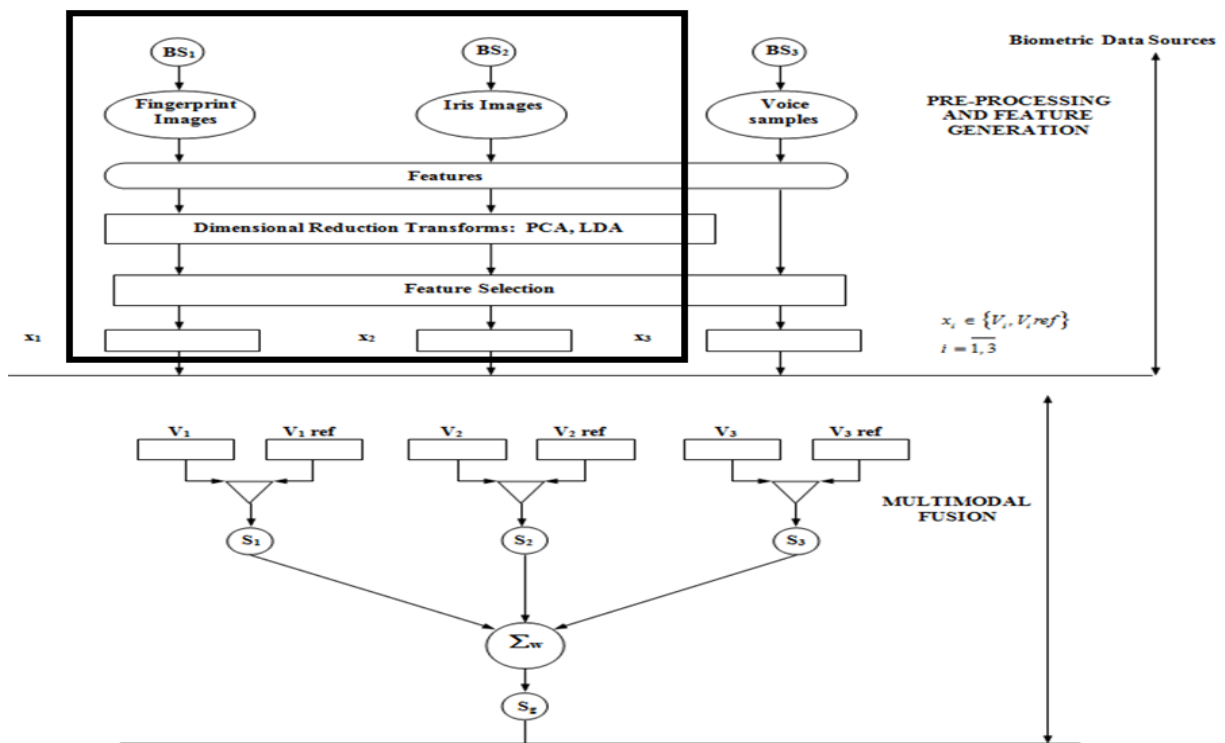 BS₁
BS₂
BS₃
Biometric Data Sources
Fingerprint
Images
Iris Images
Voice
samples
PRE-PROCESSING
AND FEATURE
GENERATION
Features
Dimensional Reduction Transforms: PCA, LDA
Feature Selection
x₁
x₂
x₃
xᵢ ∈ {Vᵢ, Vᵢ ref}
i = \overline{1,3}
V₁
V₁ ref
V₂
V₂ ref
V₃
V₃ ref
MULTIMODAL
FUSION
S₁
S₂
S₃
Σw
Sg